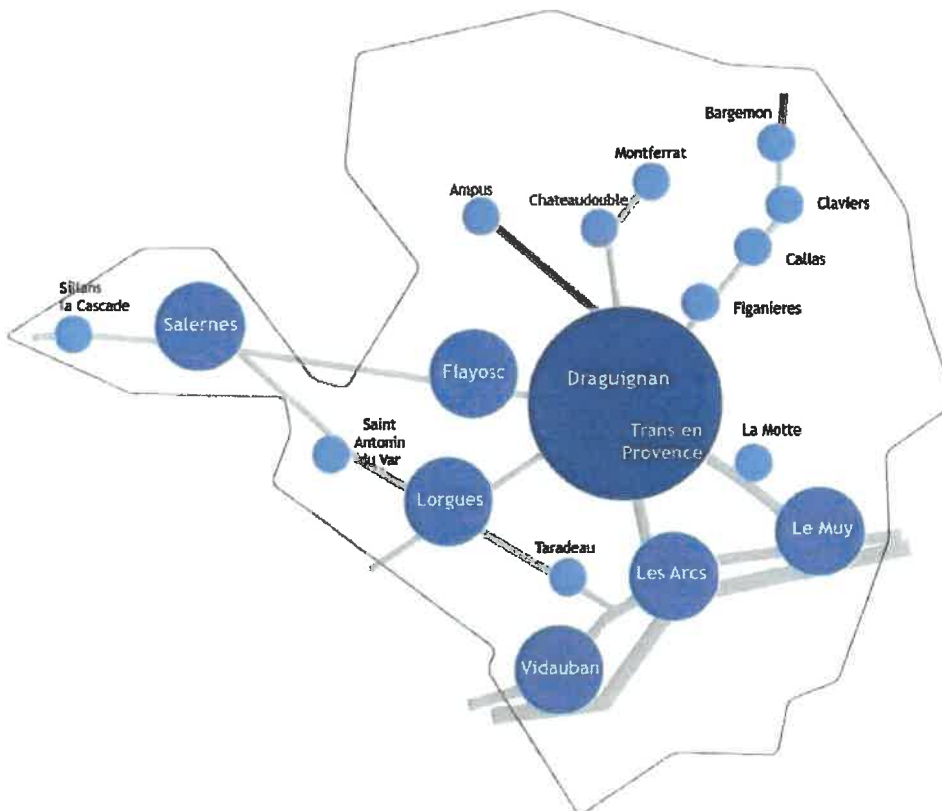 Bargemon
Montferrat
Ampus
Chateaudouble
Claviers
Callas
Sillans
la Cascade
Figanieres
Salernes
Flayosc
Draguignan
Saint
Antonin
du Var
Trans en
Provence
La Motte
Lorgues
Le Muy
Taradeau
Les Arcs
Vidauban